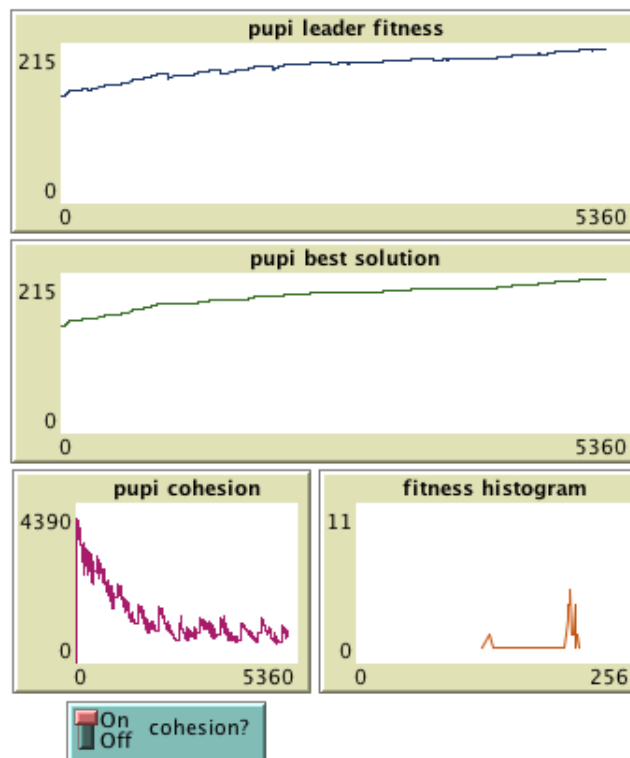 pupi leader fitness
215
0
0 5360
pupi best solution
215
0
0 5360
pupi cohesion
4390
0
0 5360
fitness histogram
11
0
0 256
On
Off
cohesion?